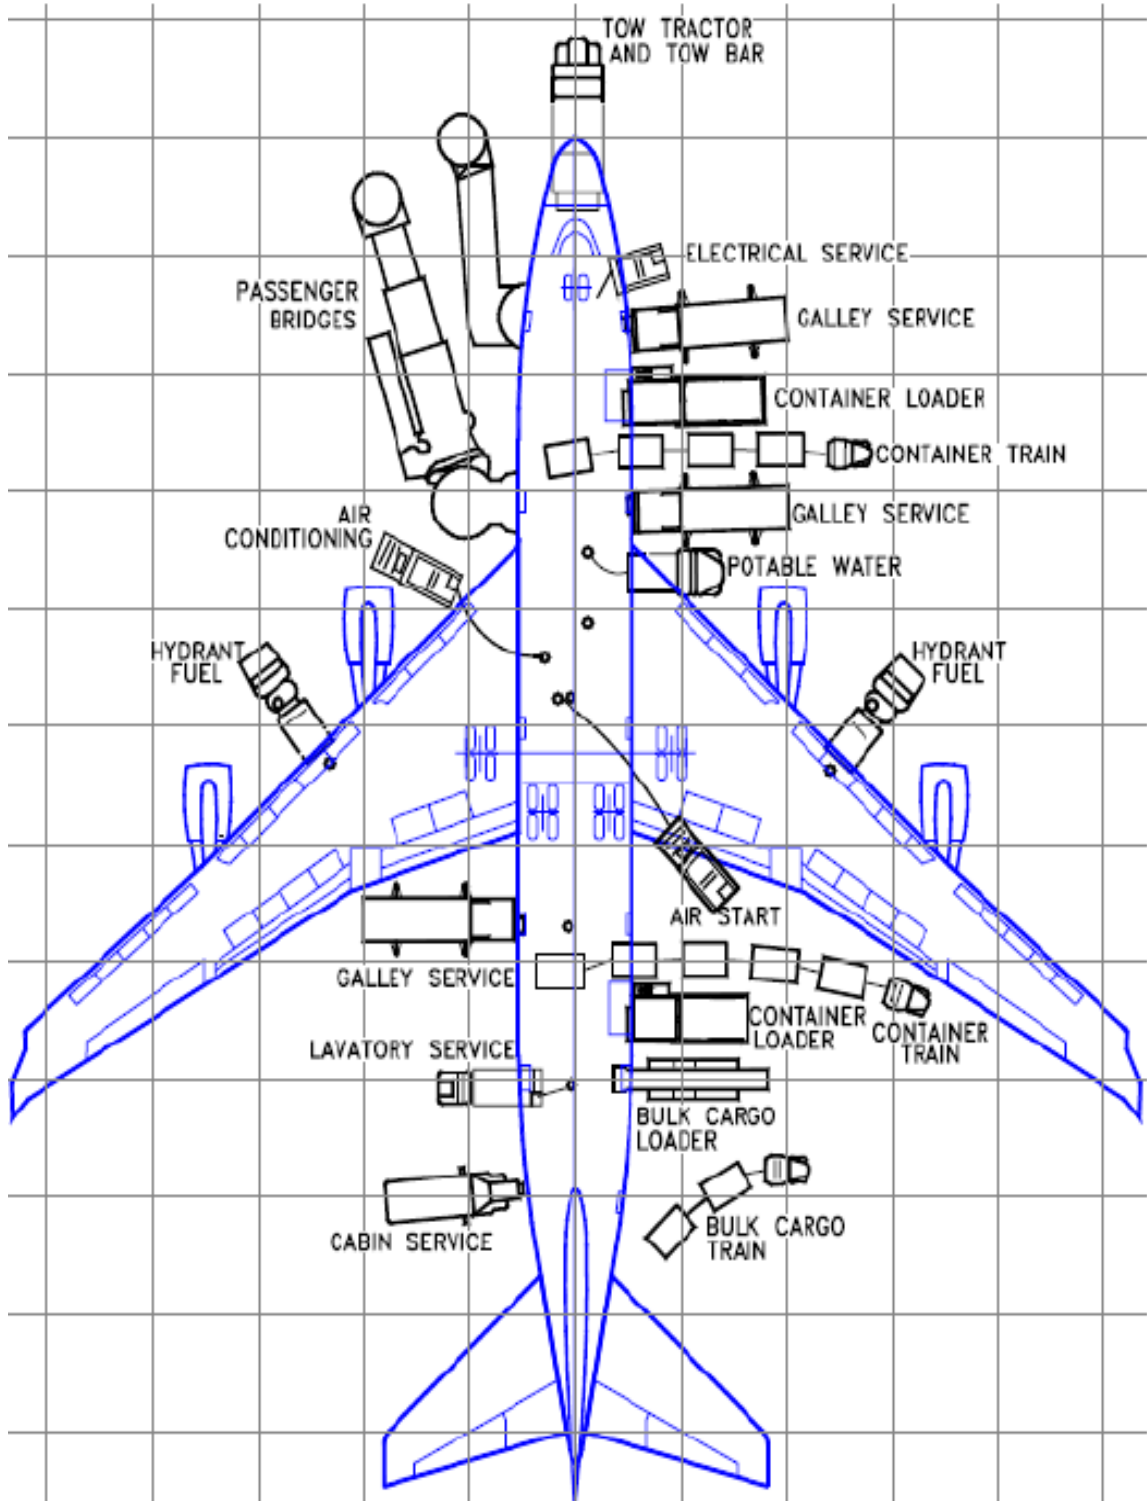 TOW TRACTOR
AND TOW BAR
ELECTRICAL SERVICE
PASSENGER
BRIDGES
GALLEY SERVICE
CONTAINER LOADER
CONTAINER TRAIN
AIR
CONDITIONING
GALLEY SERVICE
POTABLE WATER
HYDRANT
FUEL
HYDRANT
FUEL
AIR START
GALLEY SERVICE
CONTAINER
LOADER
CONTAINER
TRAIN
LAVATORY SERVICE
BULK CARGO
LOADER
CABIN SERVICE
BULK CARGO
TRAIN